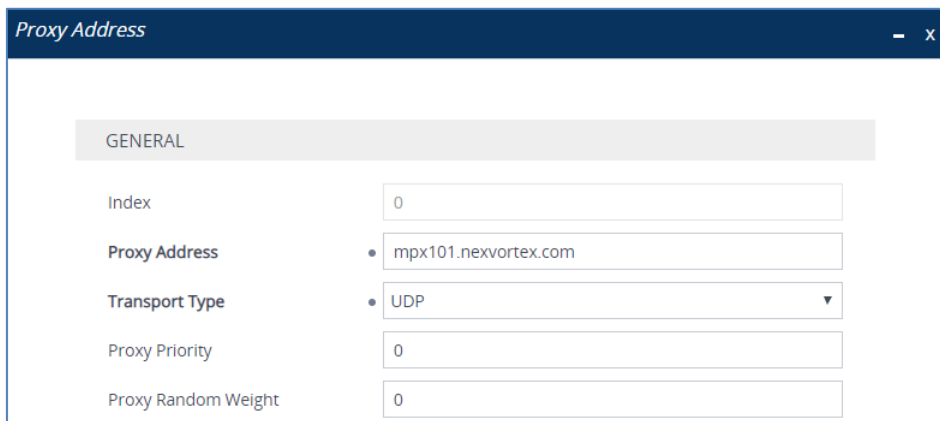 Proxy Address – x
GENERAL
Index 0
Proxy Address • mpx101.nexvortex.com
Transport Type • UDP ▼
Proxy Priority 0
Proxy Random Weight 0